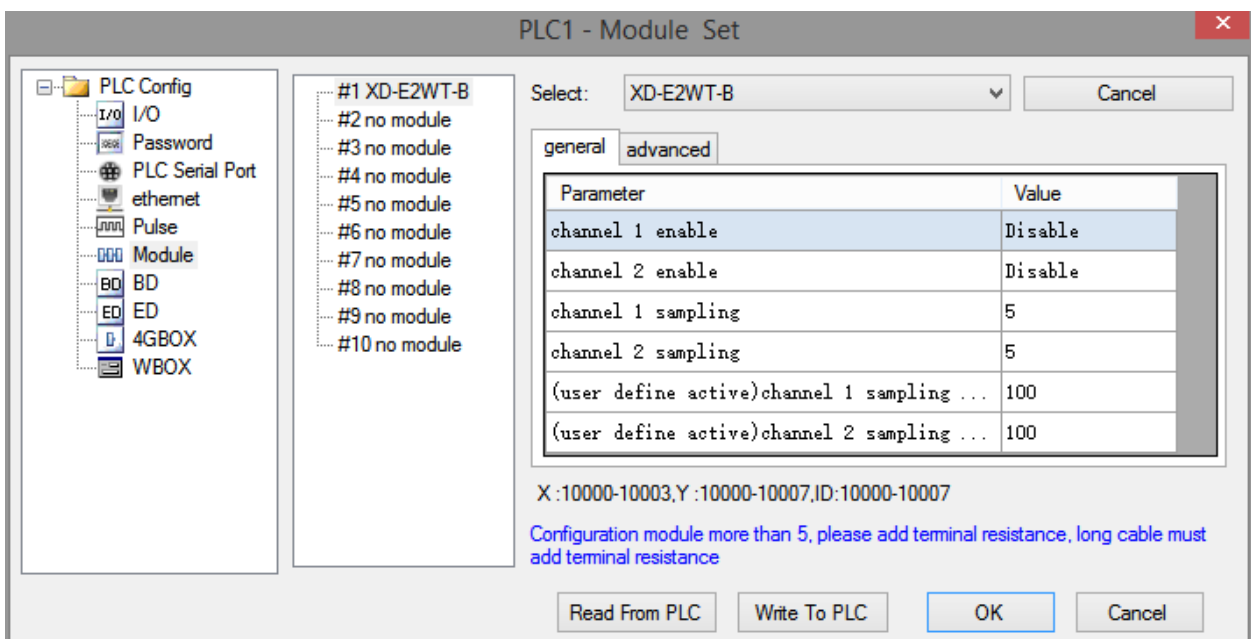 PLC1 - Module Set
PLC Config
I/O I/O
Password
PLC Serial Port
ethernet
Pulse
Module
BD BD
ED ED
4GBOX
WBOX
#1 XD-E2WT-B
#2 no module
#3 no module
#4 no module
#5 no module
#6 no module
#7 no module
#8 no module
#9 no module
#10 no module
Select: XD-E2WT-B Cancel
general advanced
Parameter Value
channel 1 enable Disable
channel 2 enable Disable
channel 1 sampling 5
channel 2 sampling 5
(user define active)channel 1 sampling ... 100
(user define active)channel 2 sampling ... 100
X :10000-10003,Y :10000-10007,ID:10000-10007
Configuration module more than 5, please add terminal resistance, long cable must
add terminal resistance
Read From PLC Write To PLC OK Cancel